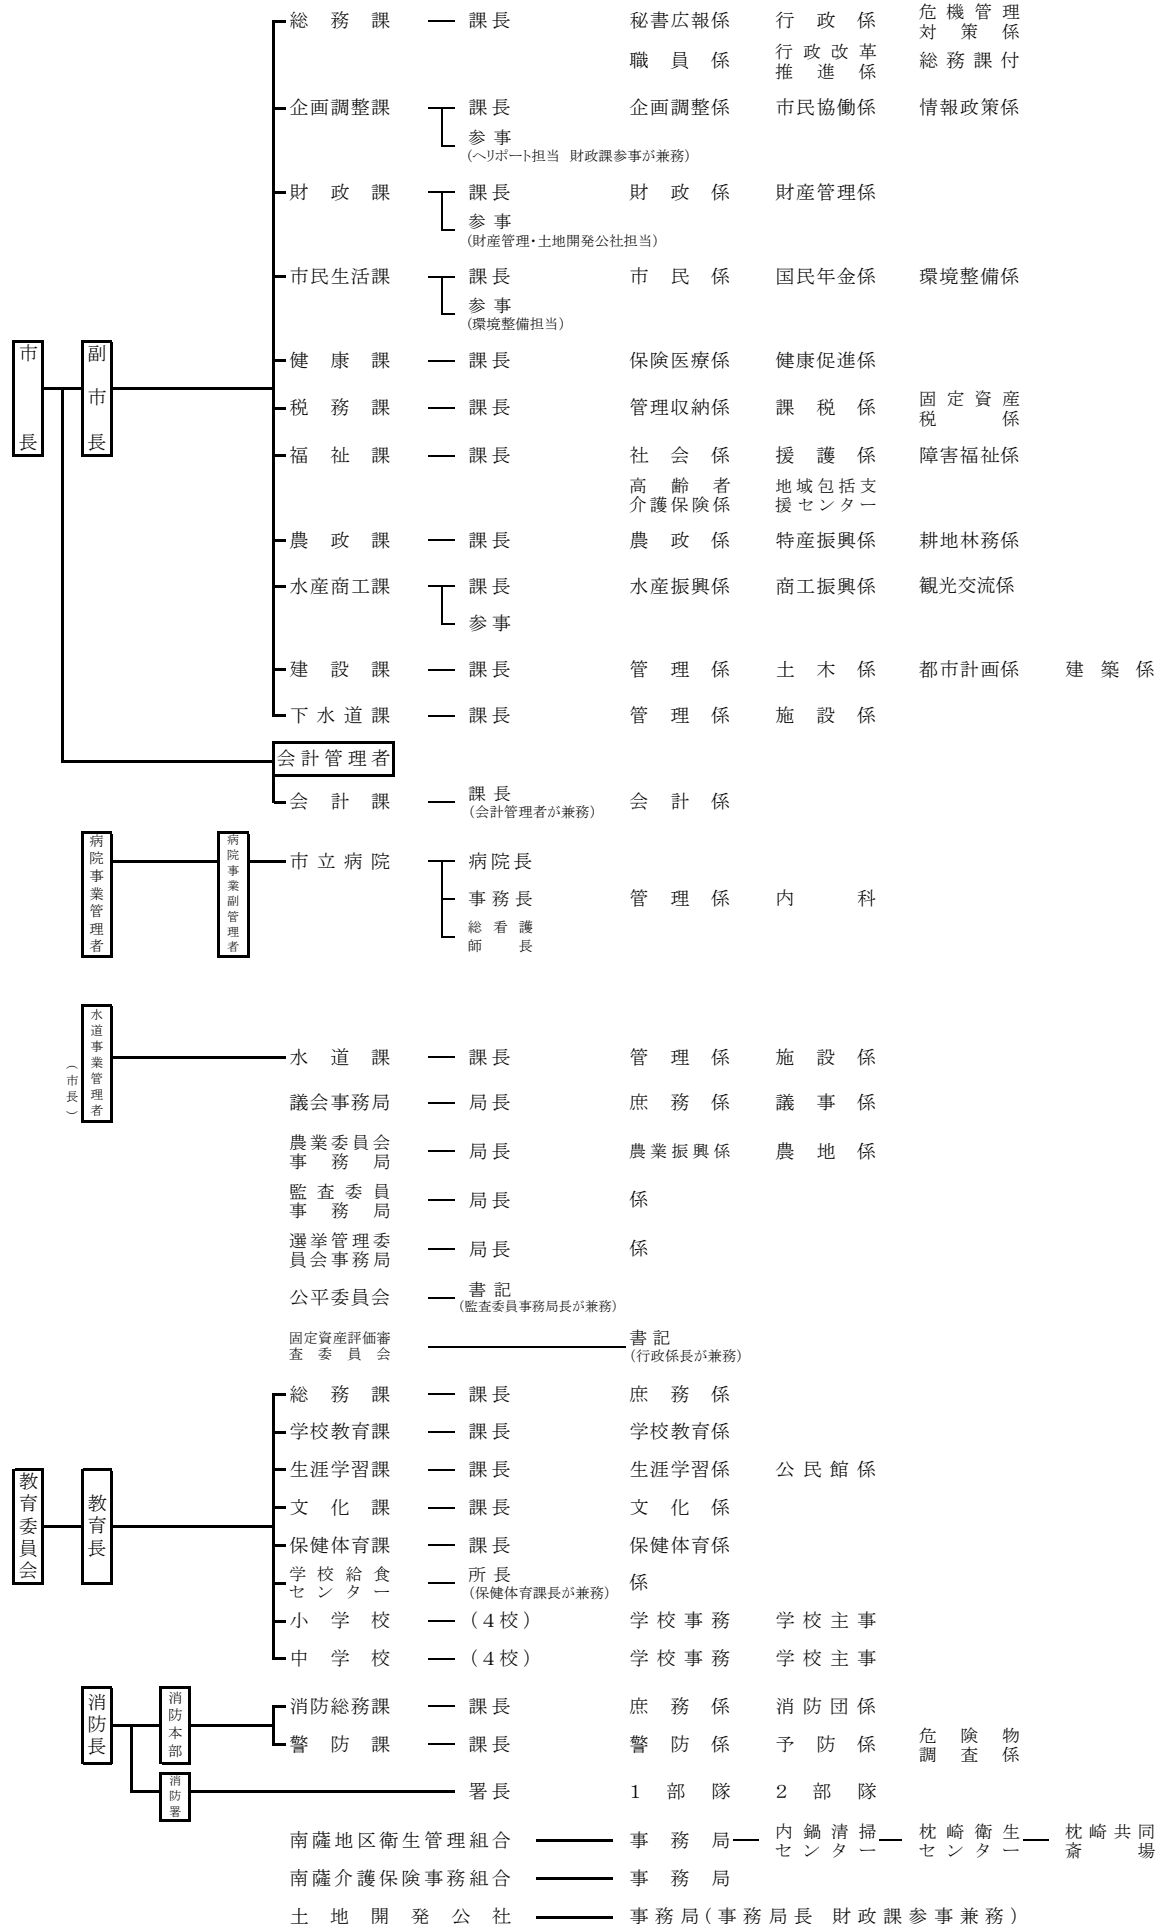 総務課 課長 秘書広報係 行政係 危機管理対策係
職員係 行政改革推進係 総務課付
企画調整課 課長 企画調整係 市民協働係 情報政策係
参事
(ヘリポート担当 財政課参事が兼務)
財政課 課長 財政係 財産管理係
参事
(財産管理・土地開発公社担当)
市民生活課 課長 市民係 国民年金係 環境整備係
参事
(環境整備担当)
市長 副市長
健康課 課長 保険医療係 健康促進係
税務課 課長 管理収納係 課税係 固定資産税係
福祉課 課長 社会係 援護係 障害福祉係
高齢者介護保険係 地域包括支援センター
農政課 課長 農政係 特産振興係 耕地林務係
水産商工課 課長 水産振興係 商工振興係 観光交流係
参事
建設課 課長 管理係 土木係 都市計画係 建築係
下水道課 課長 管理係 施設係
会計管理者
会計課 課長 会計係
(会計管理者が兼務)
病院事業管理者 病院事業副管理者 市立病院 病院長
事務長 管理係 内科
総看護師長
水道事業管理者
(市長)
水道課 課長 管理係 施設係
議会事務局 局長 庶務係 議事係
農業委員会事務局 局長 農業振興係 農地係
監査委員事務局 局長 係
選挙管理委員会事務局 局長 係
公平委員会 書記
(監査委員事務局長が兼務)
固定資産評価審査委員会 書記
(行政係長が兼務)
総務課 課長 庶務係
学校教育課 課長 学校教育係
教育委員会 教育長
生涯学習課 課長 生涯学習係 公民館係
文化課 課長 文化係
保健体育課 課長 保健体育係
学校給食センター 所長 係
(保健体育課長が兼務)
小学校 (4校) 学校事務 学校主事
中学校 (4校) 学校事務 学校主事
消防長 消防本部
消防総務課 課長 庶務係 消防団係
警防課 課長 警防係 予防係 危険物調査係
消防署 署長 1部隊 2部隊
南薩地区衛生管理組合 事務局 内鍋清掃センター 枕崎衛生センター 枕崎共同斎場
南薩介護保険事務組合 事務局
土地開発公社 事務局(事務局長 財政課参事兼務)